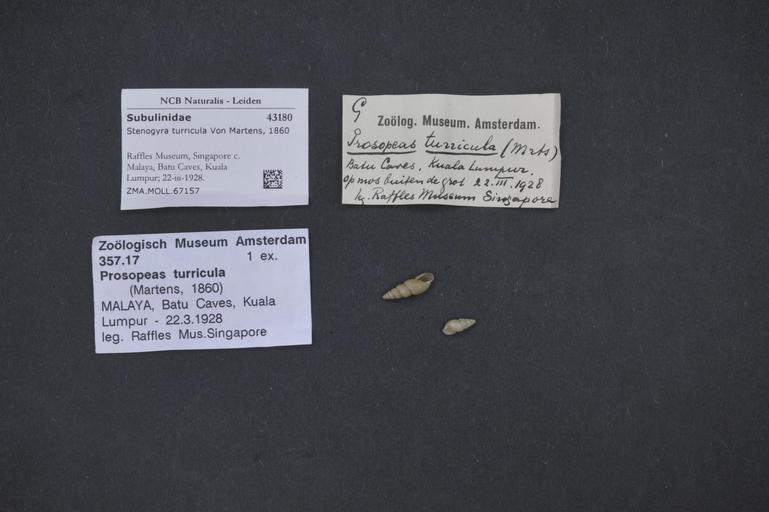 NCB Naturalis - Leiden
Subulinidae 43180
Stenogyra turricula Von Martens, 1860
Raffles Museum, Singapore c.
Malaya, Batu Caves, Kuala
Lumpur; 22-iii-1928.
ZMA.MOLL.67157
G
Zoölog. Museum. Amsterdam.
Prosopeas turricula (Mrts)
Batu Caves, Kuala Lumpur.
op mos buiten de grot 22.III.1928
lg. Raffles Museum Singapore
Zoölogisch Museum Amsterdam
357.17 1 ex.
Prosopeas turricula
(Martens, 1860)
MALAYA, Batu Caves, Kuala
Lumpur - 22.3.1928
leg. Raffles Mus.Singapore